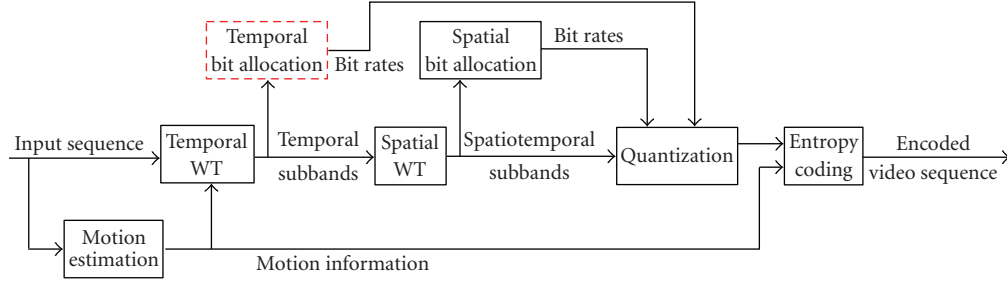 Temporal
bit allocation
Bit rates
Spatial
bit allocation
Bit rates
Input sequence
Temporal
WT
Temporal
subbands
Spatial
WT
Spatiotemporal
subbands
Quantization
Entropy
coding
Encoded
video sequence
Motion
estimation
Motion information